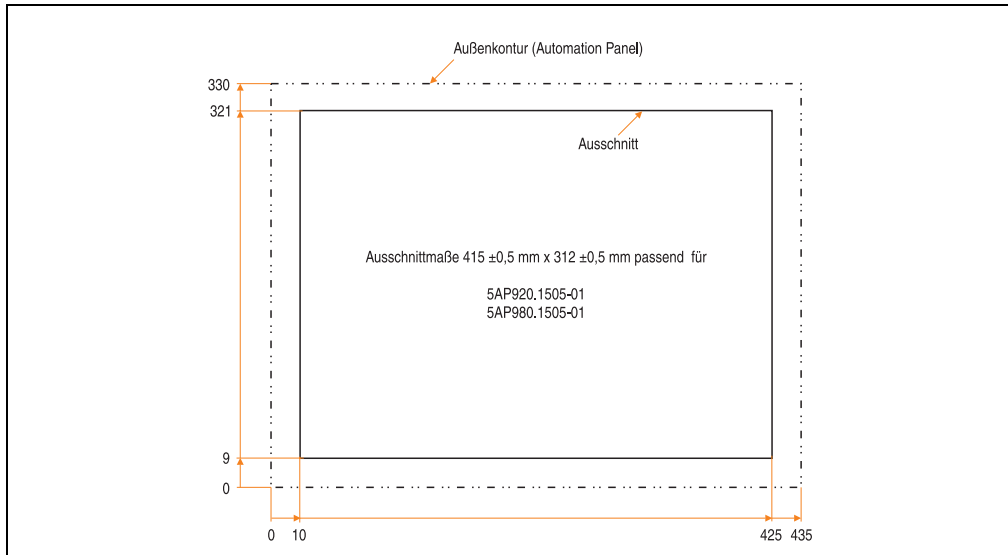 Außenkontur (Automation Panel)
330
321
Ausschnitt
Ausschnittmaße 415 ±0,5 mm x 312 ±0,5 mm passend für
5AP920.1505-01
5AP980.1505-01
9
0
0 10 425 435